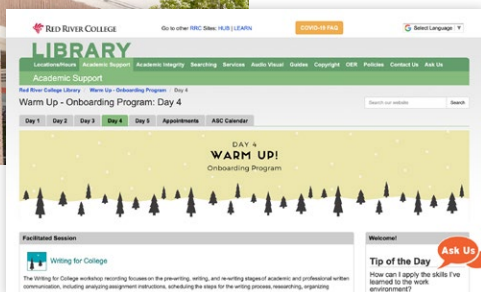 RED RIVER COLLEGE
Go to other RRC Sites: HUB | LEARN
COVID-19 FAQ
Select Language ▼
LIBRARY
Locations/Hours Academic Support Academic Integrity Searching Services Audio Visual Guides Copyright OER Policies Contact Us Ask Us
Academic Support
Red River College Library / Warm Up - Onboarding Program / Day 4
Warm Up - Onboarding Program: Day 4
Search our website Search
Day 1 Day 2 Day 3 Day 4 Day 5 Appointments ASC Calendar
DAY 4
WARM UP!
Onboarding Program
Facilitated Session
Welcome!
Ask Us
Writing for College
Tip of the Day
The Writing for College workshop recording focuses on the pre-writing, writing, and re-writing stages of academic and professional written
communication, including analyzing assignment instructions, scheduling the steps for the writing process, researching, organizing
How can I apply the skills I've
learned to the work
environment?